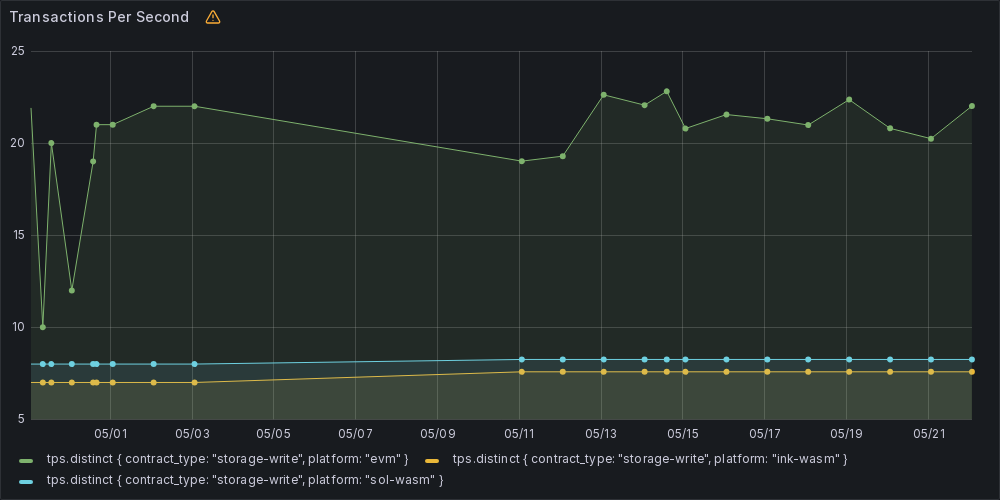 Transactions Per Second
25
20
15
10
5
05/01 05/03 05/05 05/07 05/09 05/11 05/13 05/15 05/17 05/19 05/21
tps.distinct { contract_type: "storage-write", platform: "evm" } tps.distinct { contract_type: "storage-write", platform: "ink-wasm" }
tps.distinct { contract_type: "storage-write", platform: "sol-wasm" }